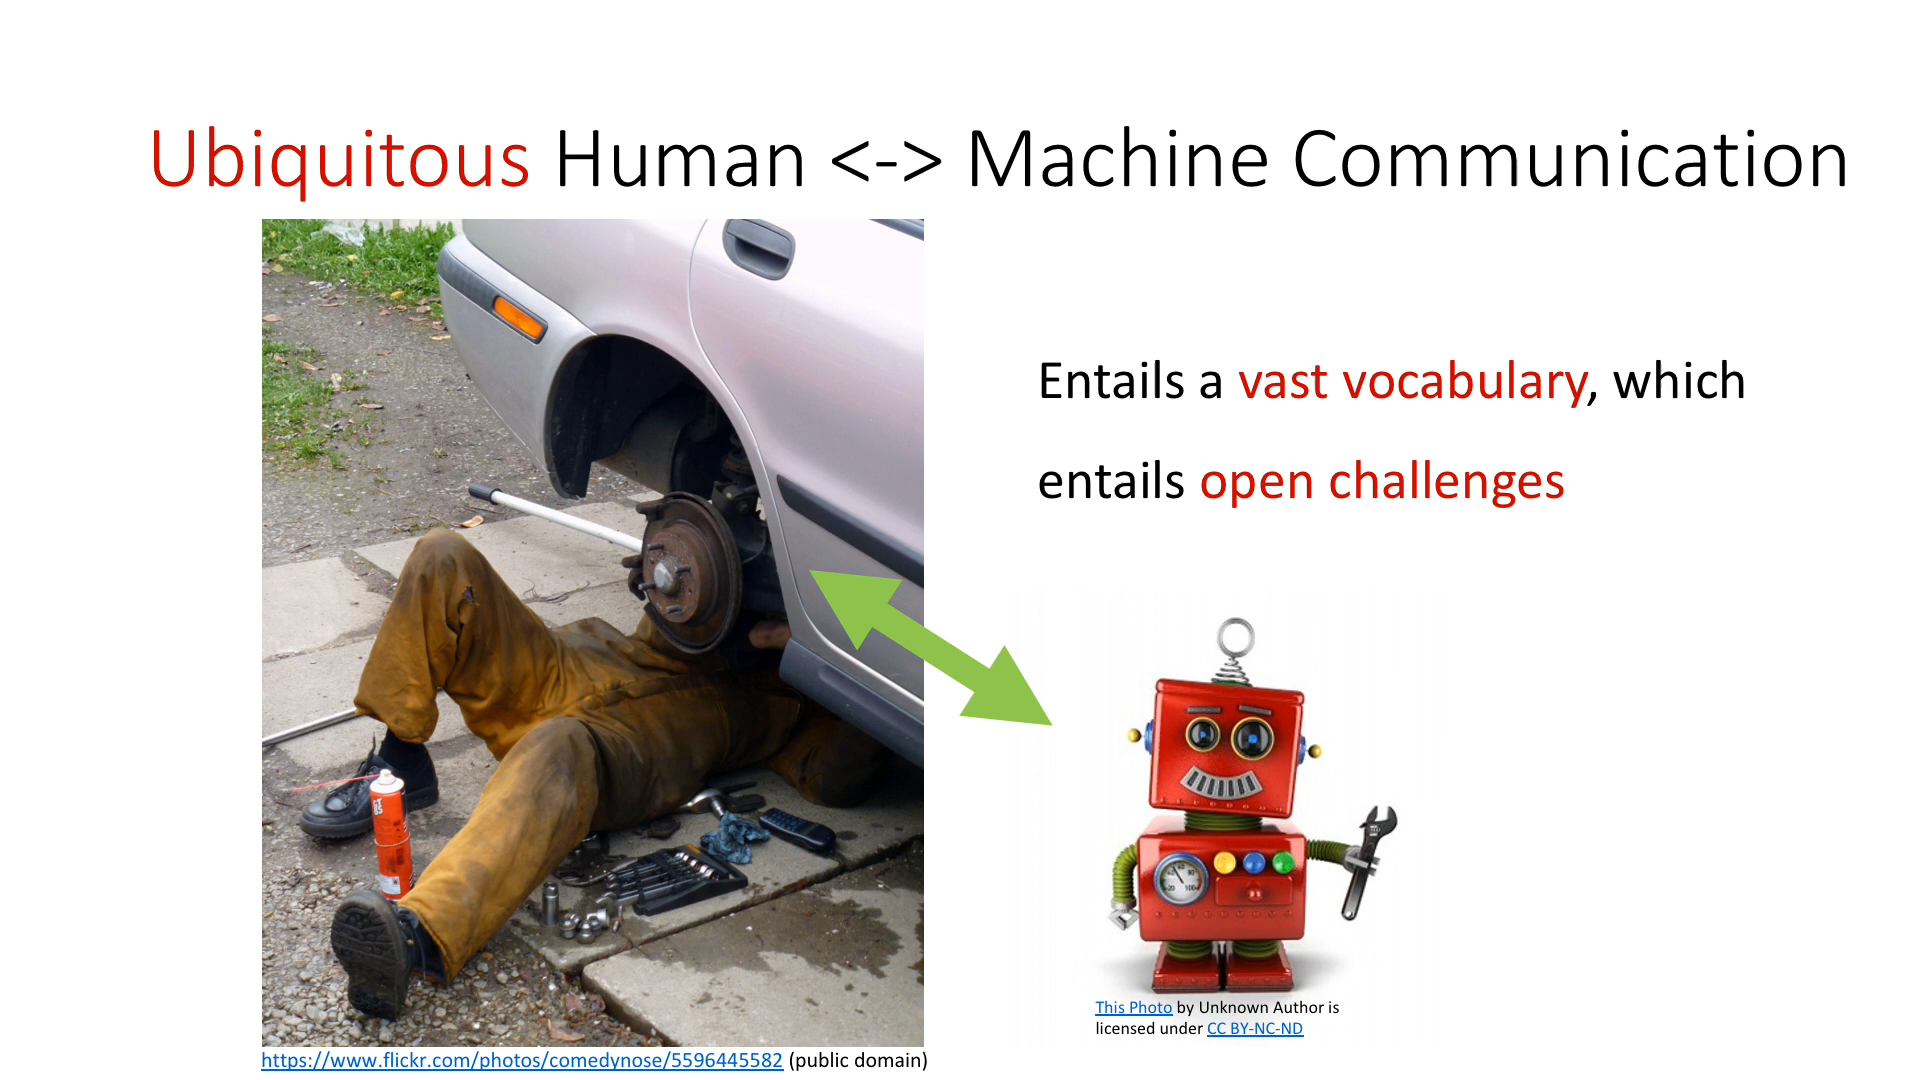 Ubiquitous Human <-> Machine Communication
Entails a vast vocabulary, which
entails open challenges
This Photo by Unknown Author is
licensed under CC BY-NC-ND
https://www.flickr.com/photos/comedynose/5596445582 (public domain)